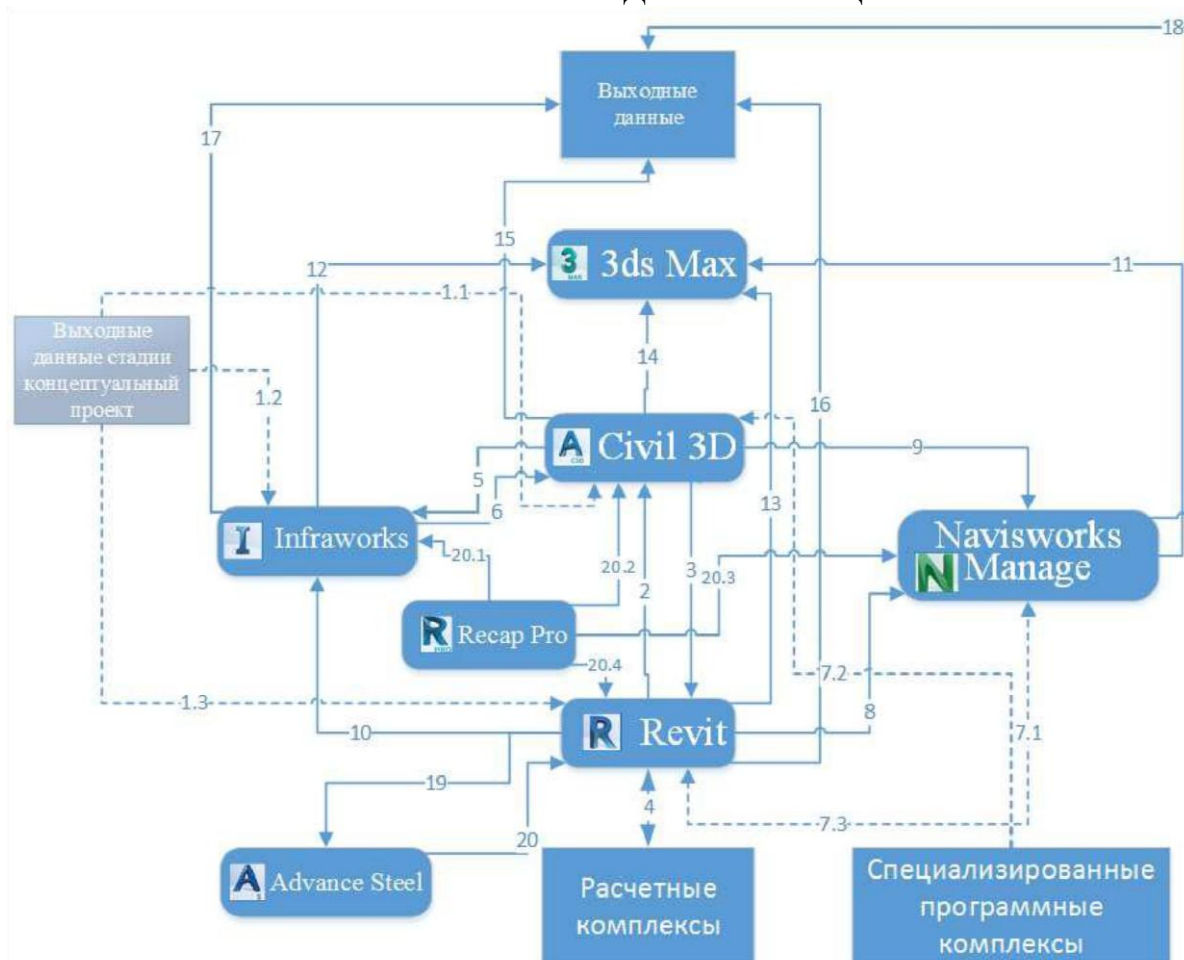 18
Выходные
данные
17
15
3ds Max
12
11
1.1
Выходные
данные стадии
концептуальный
проект
14
1.2
16
Civil 3D
9
5
6
13
Infraworks
Navisworks
Manage
20.1
20.2
2
3
20.3
Recap Pro
20.4
7.2
1.3
8
10
Revit
7.1
19
4
7.3
20
Advance Steel
Расчетные
комплексы
Специализированные
программные
комплексы